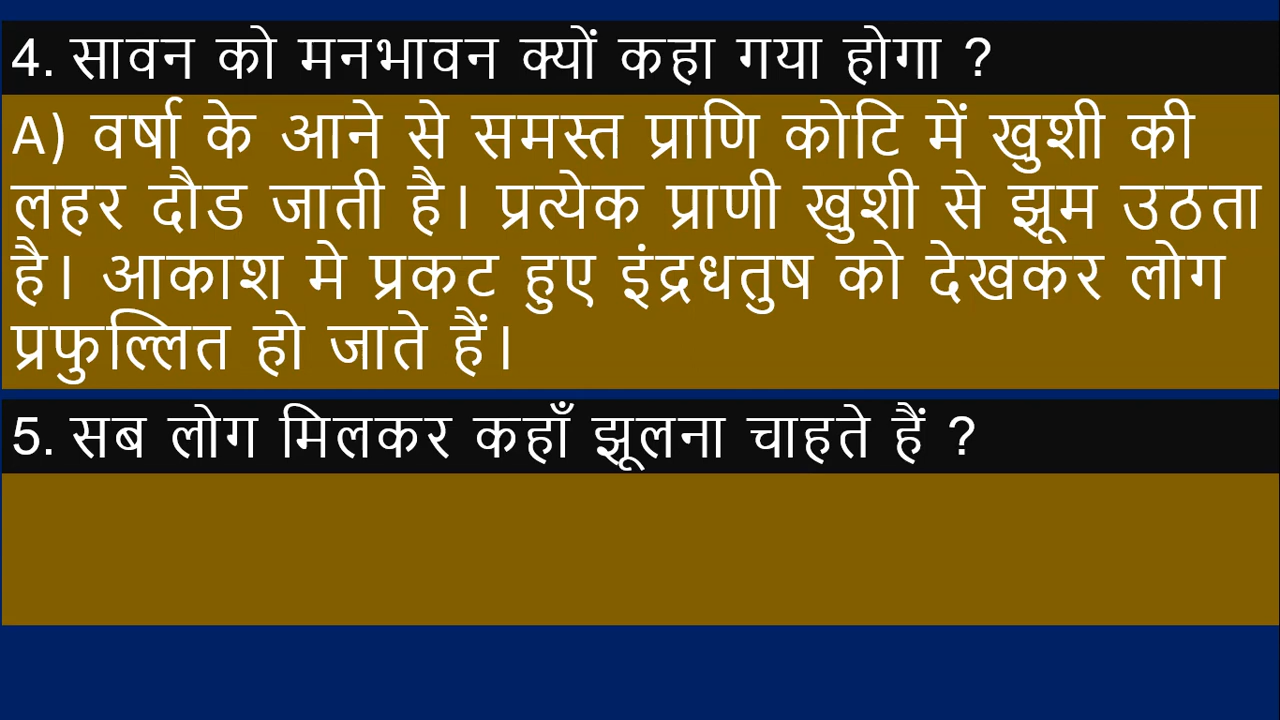 4. सावन को मनभावन क्यों कहा गया होगा ?
A) वर्षा के आने से समस्त प्राणि कोटि में खुशी की
लहर दौड जाती है। प्रत्येक प्राणी खुशी से झूम उठता
है। आकाश मे प्रकट हुए इंद्रधतुष को देखकर लोग
प्रफुल्लित हो जाते हैं।
5. सब लोग मिलकर कहाँ झूलना चाहते हैं ?